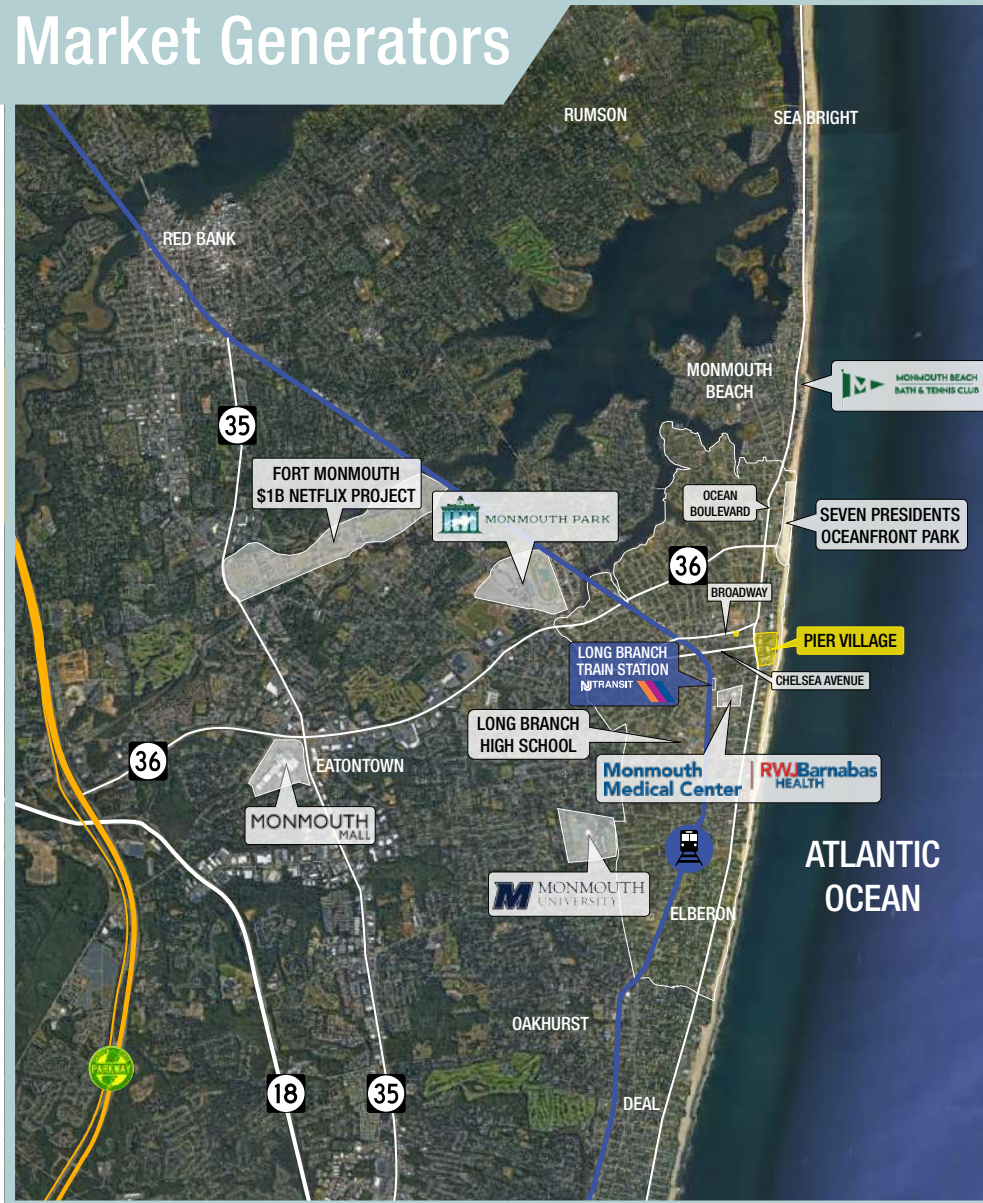 Market Generators
RUMSON
SEA BRIGHT
RED BANK
MONMOUTH
BEACH
MONMOUTH BEACH
BATH & TENNIS CLUB
35
FORT MONMOUTH
$1B NETFLIX PROJECT
MONMOUTH PARK
OCEAN
BOULEVARD
SEVEN PRESIDENTS
OCEANFRONT PARK
36
BROADWAY
PIER VILLAGE
LONG BRANCH
TRAIN STATION
NJTRANSIT
CHELSEA AVENUE
LONG BRANCH
HIGH SCHOOL
36
EATONTOWN
Monmouth
Medical Center
RWJBarnabas
HEALTH
MONMOUTH
MALL
ATLANTIC
OCEAN
M MONMOUTH
UNIVERSITY
ELBERON
OAKHURST
PARKWAY
18
35
DEAL